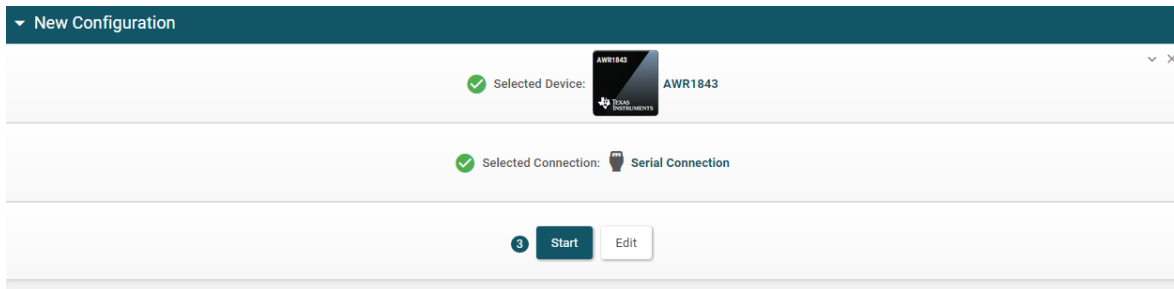 New Configuration
AWR1843
Selected Device:
AWR1843
TEXAS
INSTRUMENTS
Selected Connection: Serial Connection
3 Start Edit